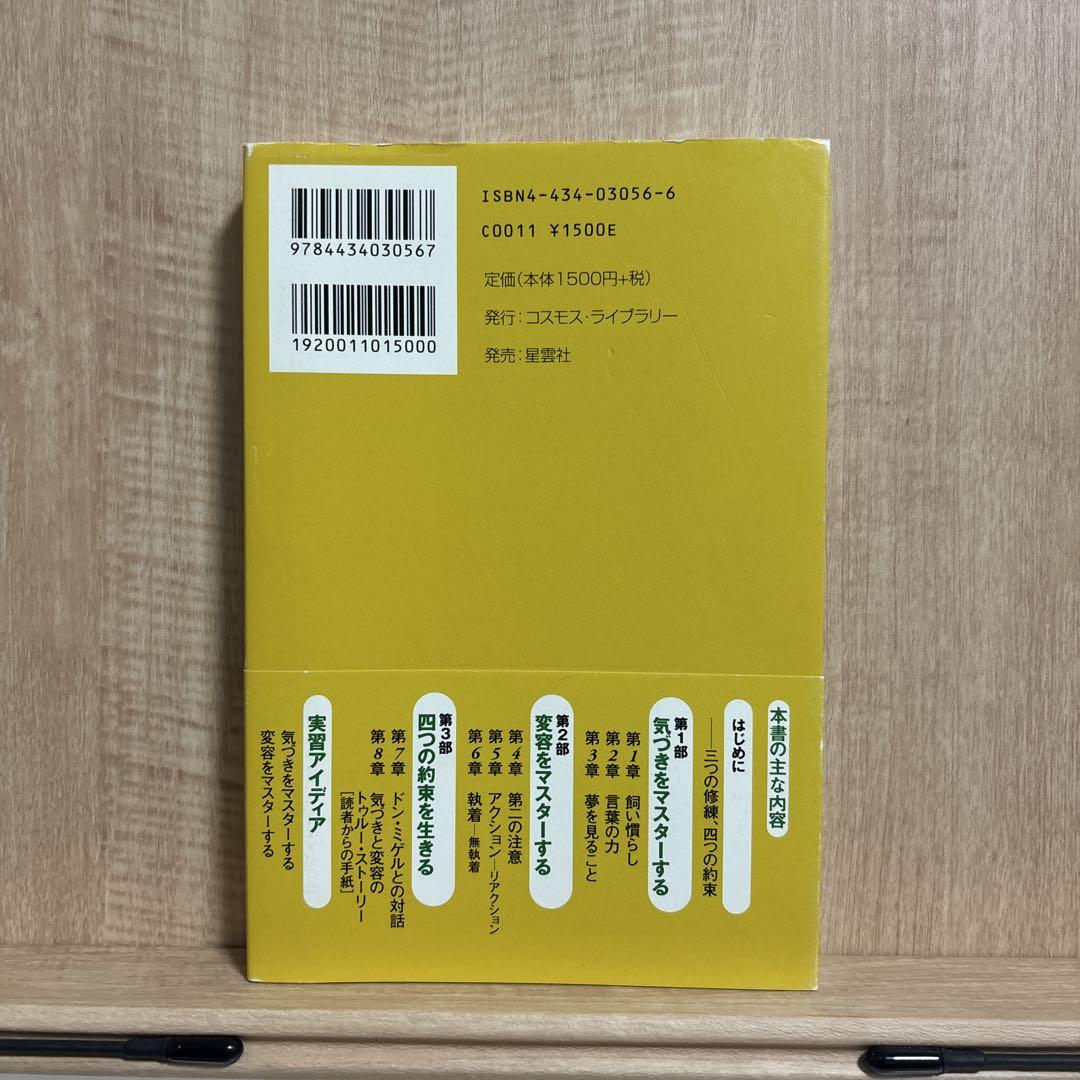 9784434030567
1920011015000
ISBN4-434-03056-6
C0011 ¥1500E
定価(本体1500円+税)
発行:コスモス・ライブラリー
発売:星雲社
本書の主な内容
はじめに
――三つの修練、四つの約束
第1部
気づきをマスターする
第1章 飼い慣らし
第2章 言葉の力
第3章 夢を見ること
第2部
変容をマスターする
第4章 第二の注意
第5章 アクション―リアクション
第6章 執着―無執着
第3部
四つの約束を生きる
第7章 ドン・ミゲルとの対話
第8章 気づきと変容の
トゥルー・ストーリー
[読者からの手紙]
実習アイディア
気づきをマスターする
変容をマスターする